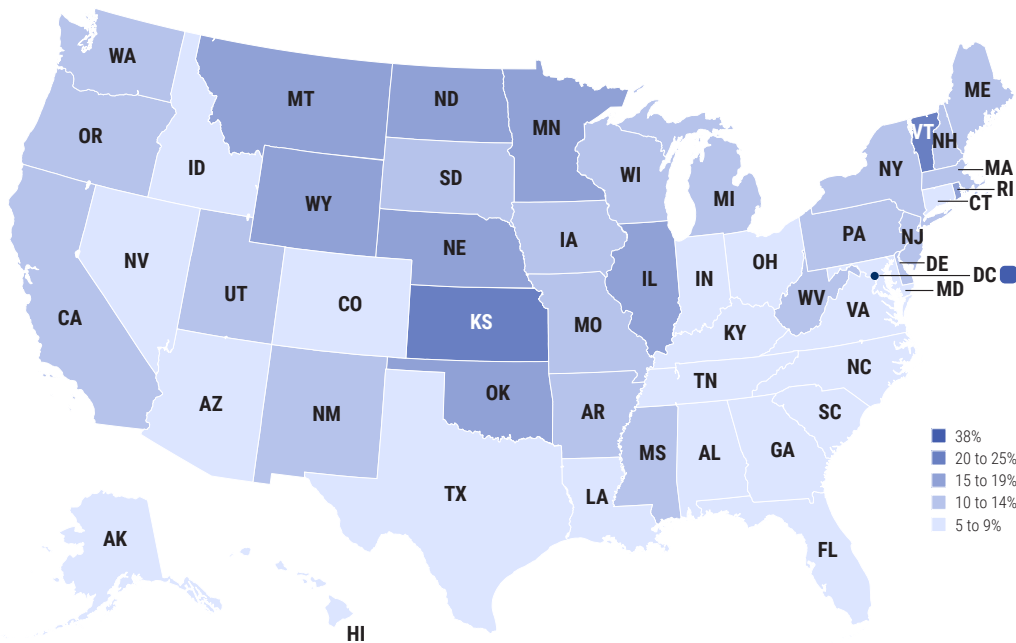 WA
MT
ND
MN
ME
OR
ID
SD
WI
MI
NY
VT
NH
MA
RI
CT
WY
NE
IA
PA
NJ
NV
UT
CO
KS
MO
IL
IN
OH
DE
DC
MD
WV
VA
CA
KY
AZ
NM
OK
AR
TN
NC
SC
MS
AL
GA
TX
LA
FL
AK
HI
38%
20 to 25%
15 to 19%
10 to 14%
5 to 9%